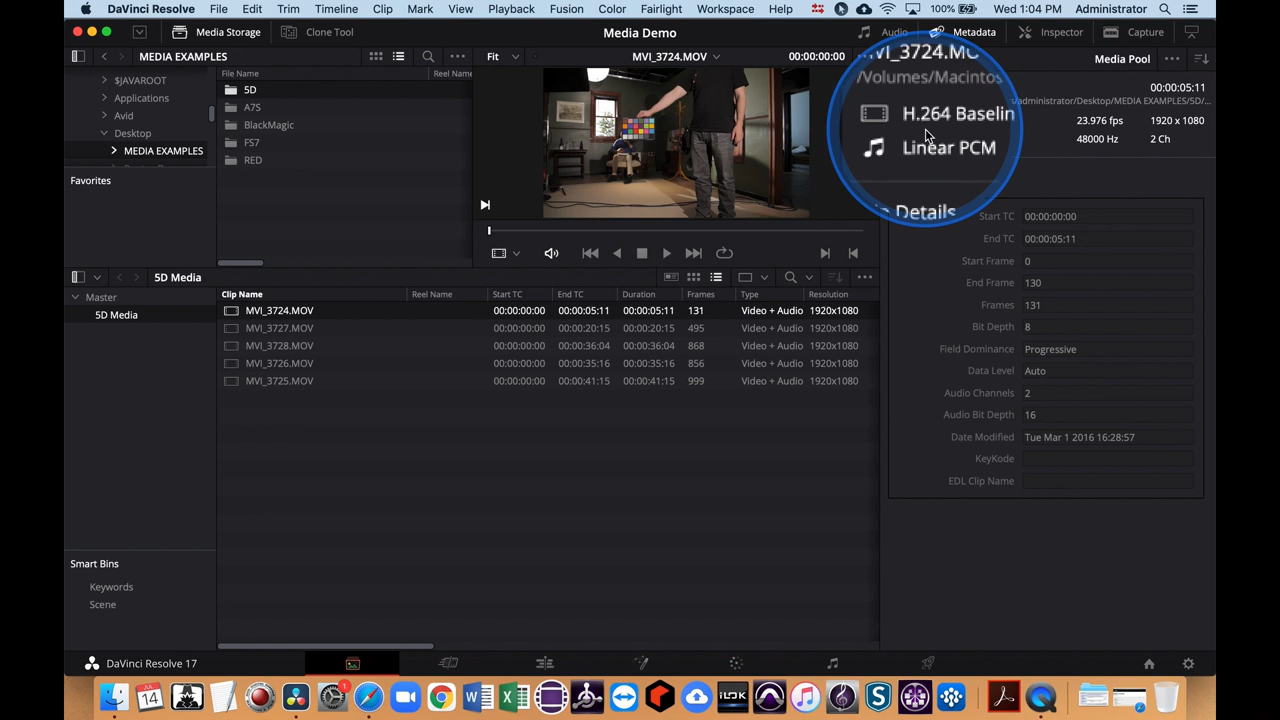 DaVinci Resolve File Edit Trim Timeline Clip Mark View Playback Fusion Color Fairlight Workspace Help 100% Wed 1:04 PM Administrator
Media Storage Clone Tool Media Demo Audio Metadata Inspector Capture
MEDIA EXAMPLES Fit MVI_3724.MOV 00:00:00:00 Media Pool
$JAVAROOT
Applications
Avid
Desktop
MEDIA EXAMPLES
Favorites
File Name Reel Name
5D
A7S
BlackMagic
FS7
RED
MVI_3724.MO
/Volumes/Macintos
H.264 Baselin
Linear PCM
Details
00:00:05:11
administrator/Desktop/MEDIA EXAMPLES/5D/...
23.976 fps 1920 x 1080
48000 Hz 2 Ch
Start TC 00:00:00:00
End TC 00:00:05:11
Start Frame 0
End Frame 130
Frames 131
Bit Depth 8
Field Dominance Progressive
Data Level Auto
Audio Channels 2
Audio Bit Depth 16
Date Modified Tue Mar 1 2016 16:28:57
KeyKode
EDL Clip Name
5D Media
Master
5D Media
Clip Name Reel Name Start TC End TC Duration Frames Type Resolution
MVI_3724.MOV 00:00:00:00 00:00:05:11 00:00:05:11 131 Video + Audio 1920x1080
MVI_3727.MOV 00:00:00:00 00:00:20:15 00:00:20:15 495 Video + Audio 1920x1080
MVI_3728.MOV 00:00:00:00 00:00:36:04 00:00:36:04 868 Video + Audio 1920x1080
MVI_3726.MOV 00:00:00:00 00:00:35:16 00:00:35:16 856 Video + Audio 1920x1080
MVI_3725.MOV 00:00:00:00 00:00:41:15 00:00:41:15 999 Video + Audio 1920x1080
Smart Bins
Keywords
Scene
DaVinci Resolve 17
JUL
14
1
iLOK